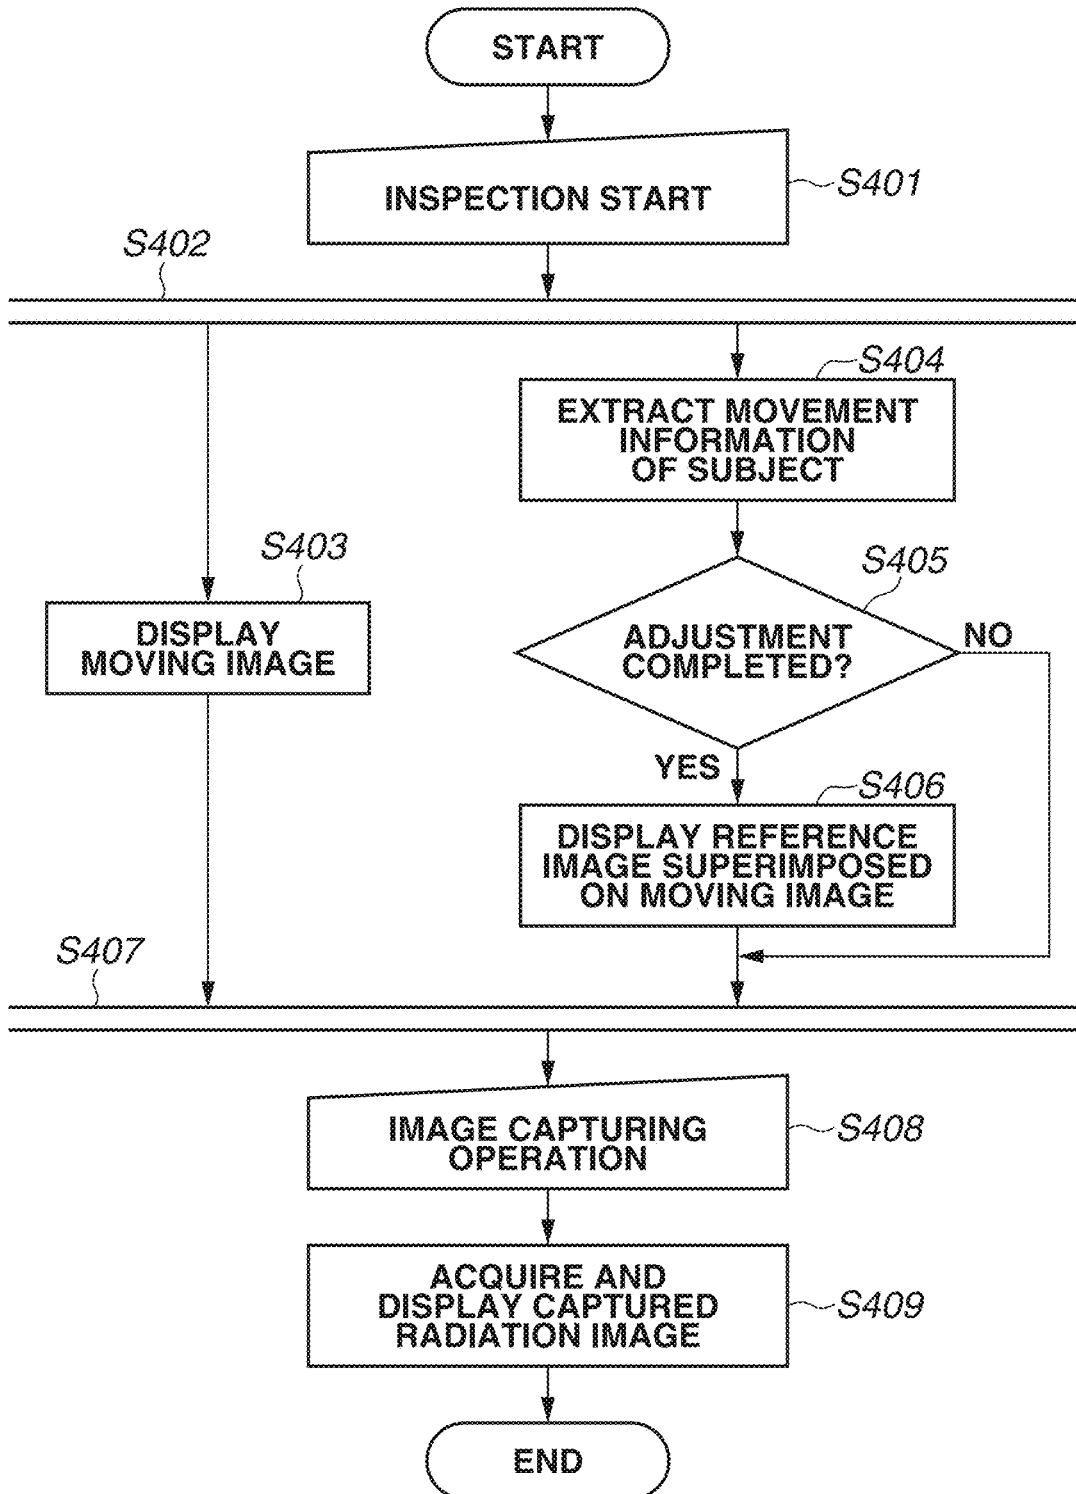 START
INSPECTION START
S401
S402
S404
EXTRACT MOVEMENT
INFORMATION
OF SUBJECT
S403
DISPLAY
MOVING IMAGE
S405
ADJUSTMENT
COMPLETED?
NO
YES
S406
DISPLAY REFERENCE
IMAGE SUPERIMPOSED
ON MOVING IMAGE
S407
IMAGE CAPTURING
OPERATION
S408
ACQUIRE AND
DISPLAY CAPTURED
RADIATION IMAGE
S409
END